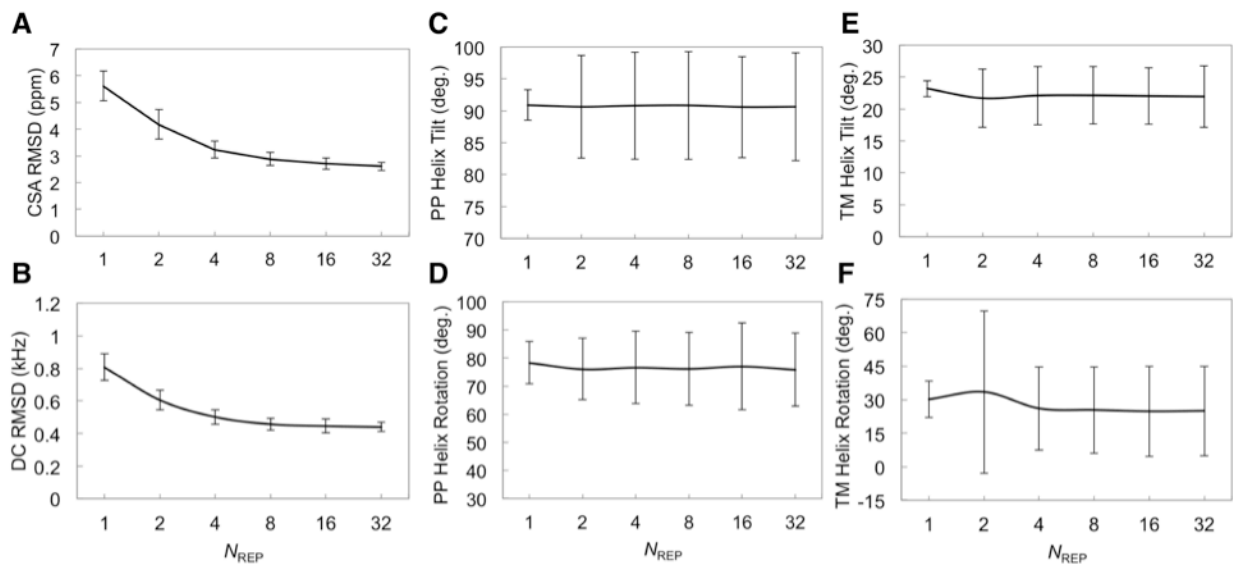 A
CSA RMSD (ppm)
7
6
5
4
3
2
1
0
1 2 4 8 16 32
B
DC RMSD (kHz)
1.2
1
0.8
0.6
0.4
0.2
0
1 2 4 8 16 32
N_REP
C
PP Helix Tilt (deg.)
100
95
90
85
80
75
70
1 2 4 8 16 32
D
PP Helix Rotation (deg.)
100
90
80
70
60
50
40
30
1 2 4 8 16 32
N_REP
E
TM Helix Tilt (deg.)
30
25
20
15
10
5
0
1 2 4 8 16 32
F
TM Helix Rotation (deg.)
75
60
45
30
15
0
-15
1 2 4 8 16 32
N_REP